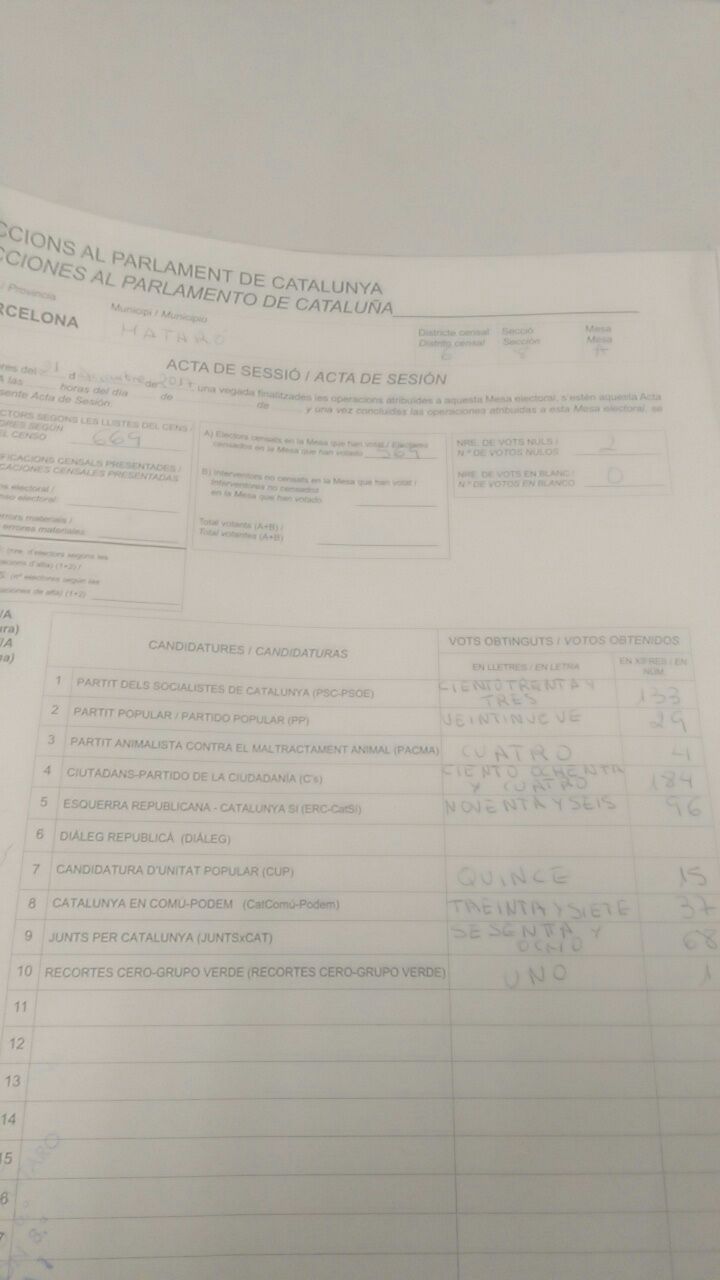 CCIONS AL PARLAMENT DE CATALUNYA
CCIONES AL PARLAMENTO DE CATALUÑA
/ Provincia
RCELONA
Municipi / Municipio
MATARÓ
Districte censal
Distrito censal
6
Secció
Sección
8
Mesa
Mesa
A
ACTA DE SESSIÓ / ACTA DE SESIÓN
res del 21 d de 2017 una vegada finalitzades les operacions atribuïdes a aquesta Mesa electoral, s'estén aquesta Acta
A las horas del día de de y una vez concluidas las operaciones atribuidas a esta Mesa electoral, se
sente Acta de Sesión.
CTORS SEGONS LES LLISTES DEL CENS /
ORES SEGÚN
EL CENSO 669
FICACIONS CENSALS PRESENTADES /
CACIONES CENSALES PRESENTADAS
ns electoral /
nso electoral:
errors materials /
errores materiales:
(nre. d'electors segons les
acions d'alta) (1+2) /
S: (nº electores según las
aciones de alta) (1+2)
A) Electors censats en la Mesa que han votat / Electores
censados en la Mesa que han votado 569
B) Interventors no censats en la Mesa que han votat /
Interventores no censados
en la Mesa que han votado
Total votants (A+B) /
Total votantes (A+B)
NRE. DE VOTS NULS /
N.º DE VOTOS NULOS 2
NRE. DE VOTS EN BLANC /
N.º DE VOTOS EN BLANCO 0
/A
ra)
/A
a)
CANDIDATURES / CANDIDATURAS
VOTS OBTINGUTS / VOTOS OBTENIDOS
EN LLETRES / EN LETRA
EN XIFRES / EN NÚM.
1 PARTIT DELS SOCIALISTES DE CATALUNYA (PSC-PSOE) CIENTO TRENTA Y TRES 133
2 PARTIT POPULAR / PARTIDO POPULAR (PP) VEINTINUEVE 29
3 PARTIT ANIMALISTA CONTRA EL MALTRACTAMENT ANIMAL (PACMA) CUATRO 4
4 CIUTADANS-PARTIDO DE LA CIUDADANÍA (C's) CIENTO OCHENTA Y CUATRO 184
5 ESQUERRA REPUBLICANA - CATALUNYA SÍ (ERC-CatSí) NOVENTA Y SEIS 96
6 DIÀLEG REPUBLICÀ (DIÀLEG)
7 CANDIDATURA D'UNITAT POPULAR (CUP) QUINCE 15
8 CATALUNYA EN COMÚ-PODEM (CatComú-Podem) TREINTA Y SIETE 37
9 JUNTS PER CATALUNYA (JUNTSxCAT) SESENTA Y OCHO 68
10 RECORTES CERO-GRUPO VERDE (RECORTES CERO-GRUPO VERDE) UNO 1
11
12
13
14
15
6
7